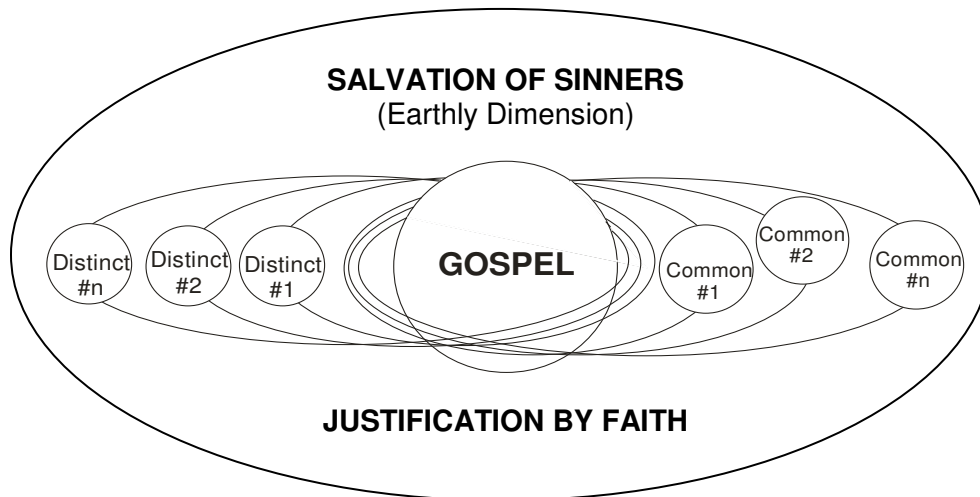 SALVATION OF SINNERS
(Earthly Dimension)
Distinct
#n
Distinct
#2
Distinct
#1
GOSPEL
Common
#1
Common
#2
Common
#n
JUSTIFICATION BY FAITH